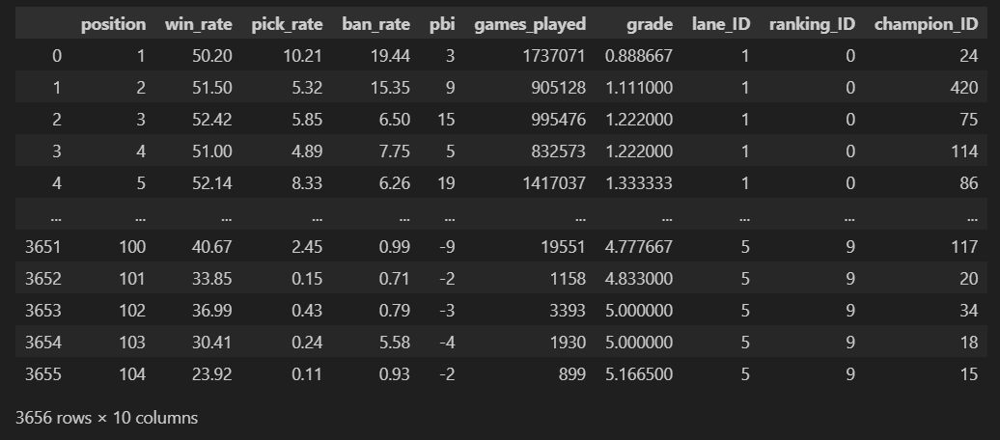 position win_rate pick_rate ban_rate pbi games_played grade lane_ID ranking_ID champion_ID
0 1 50.20 10.21 19.44 3 1737071 0.888667 1 0 24
1 2 51.50 5.32 15.35 9 905128 1.111000 1 0 420
2 3 52.42 5.85 6.50 15 995476 1.222000 1 0 75
3 4 51.00 4.89 7.75 5 832573 1.222000 1 0 114
4 5 52.14 8.33 6.26 19 1417037 1.333333 1 0 86
... ... ... ... ... ... ... ... ... ... ...
3651 100 40.67 2.45 0.99 -9 19551 4.777667 5 9 117
3652 101 33.85 0.15 0.71 -2 1158 4.833000 5 9 20
3653 102 36.99 0.43 0.79 -3 3393 5.000000 5 9 34
3654 103 30.41 0.24 5.58 -4 1930 5.000000 5 9 18
3655 104 23.92 0.11 0.93 -2 899 5.166500 5 9 15
3656 rows × 10 columns